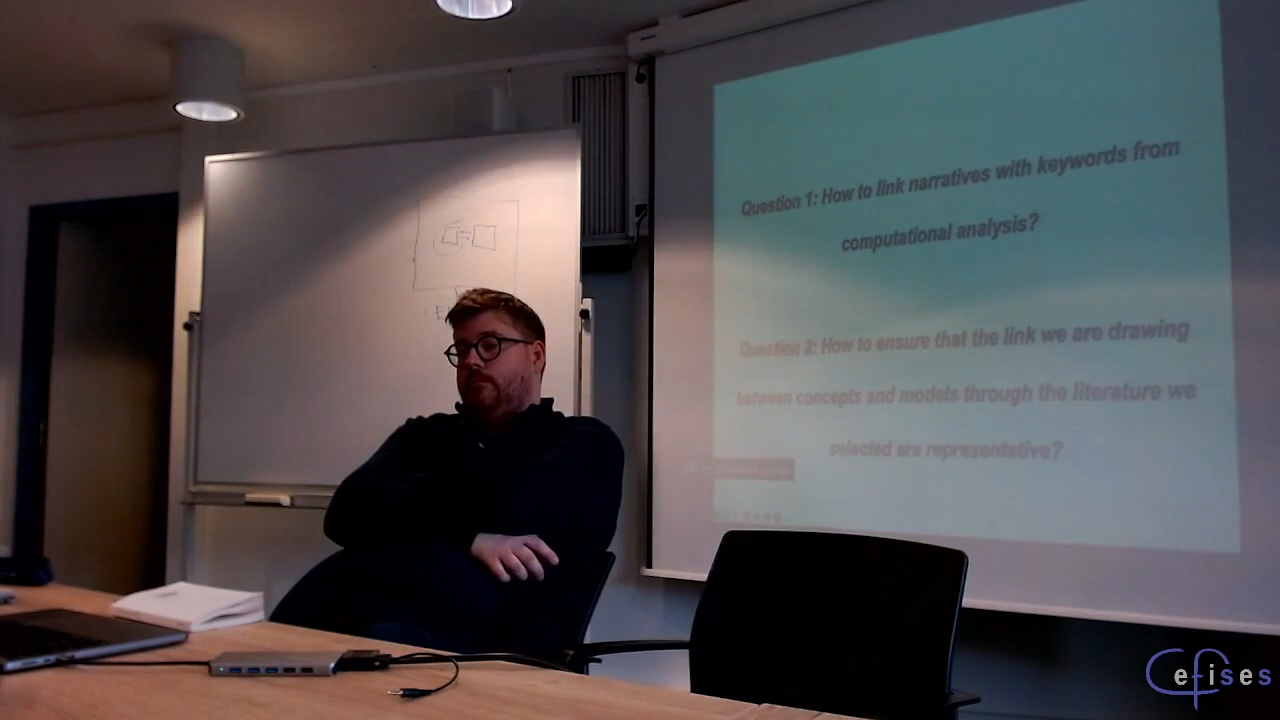 Question 1: How to link narratives with keywords from
computational analysis?
Question 2: How to ensure that the link we are drawing
between concepts and models through the literature we
selected are representative?
Cefises